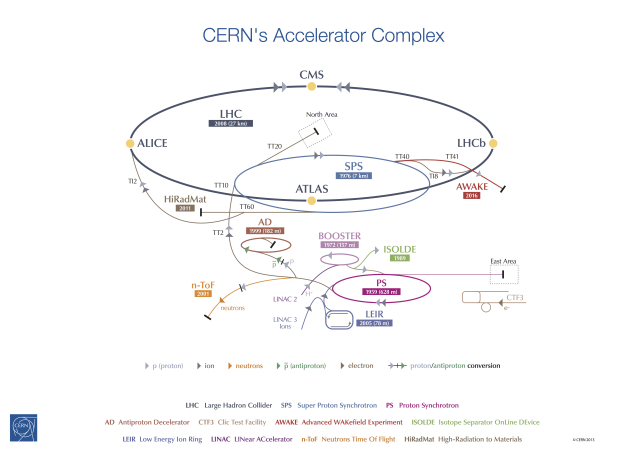 CERN's Accelerator Complex
CMS
LHC
2008 (27 km)
North Area
ALICE
LHCb
TT20
TT40
TT41
SPS
1976 (7 km)
TI2
TT10
TI8
AWAKE
2016
HiRadMat
2011
ATLAS
TT60
AD
1999 (182 m)
TT2
BOOSTER
1972 (157 m)
ISOLDE
1989
p
p̄
East Area
n-ToF
2001
PS
1959 (628 m)
H⁻
neutrons
LINAC 2
CTF3
e–
LINAC 3
Ions
LEIR
2005 (78 m)
p (proton)
ion
neutrons
p̄ (antiproton)
electron
proton/antiproton conversion
LHC Large Hadron Collider SPS Super Proton Synchrotron PS Proton Synchrotron
AD Antiproton Decelerator CTF3 Clic Test Facility AWAKE Advanced WAKefield Experiment ISOLDE Isotope Separator OnLine DEvice
LEIR Low Energy Ion Ring LINAC LINear ACcelerator n-ToF Neutrons Time Of Flight HiRadMat High-Radiation to Materials
CERN
© CERN 2013